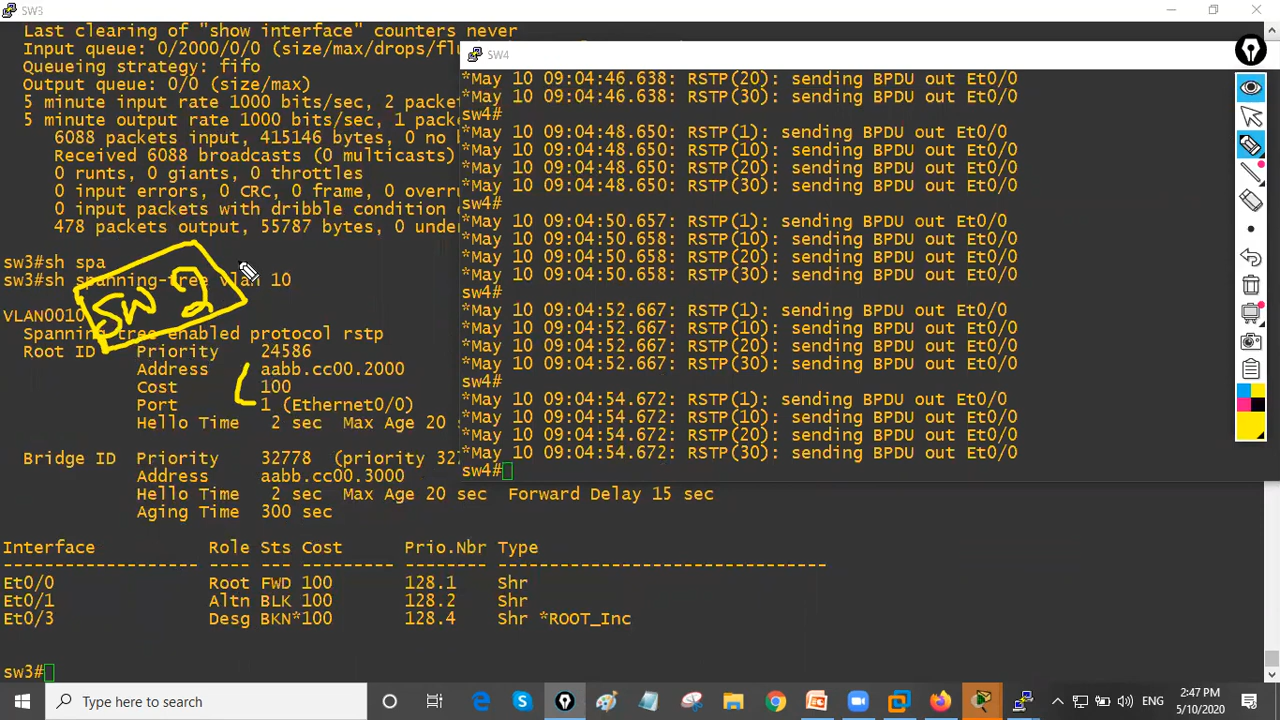 SW3
Last clearing of "show interface" counters never
Input queue: 0/2000/0/0 (size/max/drops/flu
Queueing strategy: fifo
Output queue: 0/0 (size/max)
5 minute input rate 1000 bits/sec, 2 packet
5 minute output rate 1000 bits/sec, 1 packe
6088 packets input, 415146 bytes, 0 no b
Received 6088 broadcasts (0 multicasts)
0 runts, 0 giants, 0 throttles
0 input errors, 0 CRC, 0 frame, 0 overru
0 input packets with dribble condition d
478 packets output, 55787 bytes, 0 under
sw3#sh spa
sw3#sh spanning-tree vlan 10
SW 2
VLAN0010
Spanning tree enabled protocol rstp
Root ID Priority 24586
Address aabb.cc00.2000
Cost 100
Port 1 (Ethernet0/0)
Hello Time 2 sec Max Age 20 s
Bridge ID Priority 32778 (priority 327
Address aabb.cc00.3000
Hello Time 2 sec Max Age 20 sec Forward Delay 15 sec
Aging Time 300 sec
Interface Role Sts Cost Prio.Nbr Type
------------------- ---- --- --------- -------- --------------------------------
Et0/0 Root FWD 100 128.1 Shr
Et0/1 Altn BLK 100 128.2 Shr
Et0/3 Desg BKN*100 128.4 Shr *ROOT_Inc
sw3#
SW4
*May 10 09:04:46.638: RSTP(20): sending BPDU out Et0/0
*May 10 09:04:46.638: RSTP(30): sending BPDU out Et0/0
sw4#
*May 10 09:04:48.650: RSTP(1): sending BPDU out Et0/0
*May 10 09:04:48.650: RSTP(10): sending BPDU out Et0/0
*May 10 09:04:48.650: RSTP(20): sending BPDU out Et0/0
*May 10 09:04:48.650: RSTP(30): sending BPDU out Et0/0
sw4#
*May 10 09:04:50.657: RSTP(1): sending BPDU out Et0/0
*May 10 09:04:50.658: RSTP(10): sending BPDU out Et0/0
*May 10 09:04:50.658: RSTP(20): sending BPDU out Et0/0
*May 10 09:04:50.658: RSTP(30): sending BPDU out Et0/0
sw4#
*May 10 09:04:52.667: RSTP(1): sending BPDU out Et0/0
*May 10 09:04:52.667: RSTP(10): sending BPDU out Et0/0
*May 10 09:04:52.667: RSTP(20): sending BPDU out Et0/0
*May 10 09:04:52.667: RSTP(30): sending BPDU out Et0/0
sw4#
*May 10 09:04:54.672: RSTP(1): sending BPDU out Et0/0
*May 10 09:04:54.672: RSTP(10): sending BPDU out Et0/0
*May 10 09:04:54.672: RSTP(20): sending BPDU out Et0/0
*May 10 09:04:54.672: RSTP(30): sending BPDU out Et0/0
sw4#
Type here to search
ENG
2:47 PM
5/10/2020